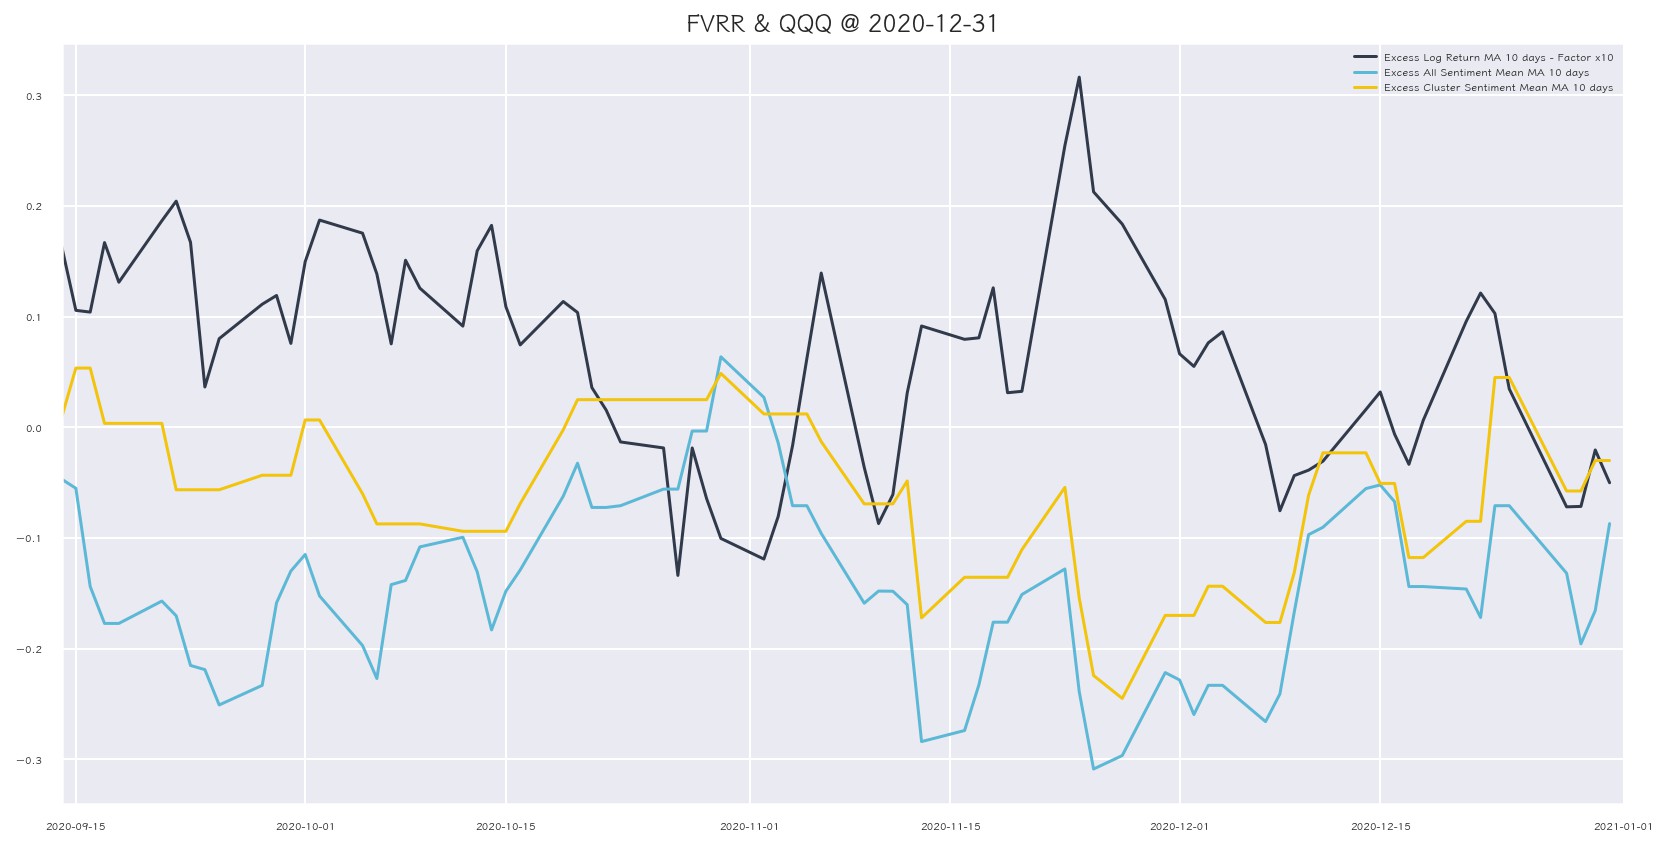 FVRR & QQQ @ 2020-12-31
Excess Log Return MA 10 days - Factor x10
Excess All Sentiment Mean MA 10 days
Excess Cluster Sentiment Mean MA 10 days
0.3
0.2
0.1
0.0
−0.1
−0.2
−0.3
2020-09-15 2020-10-01 2020-10-15 2020-11-01 2020-11-15 2020-12-01 2020-12-15 2021-01-01